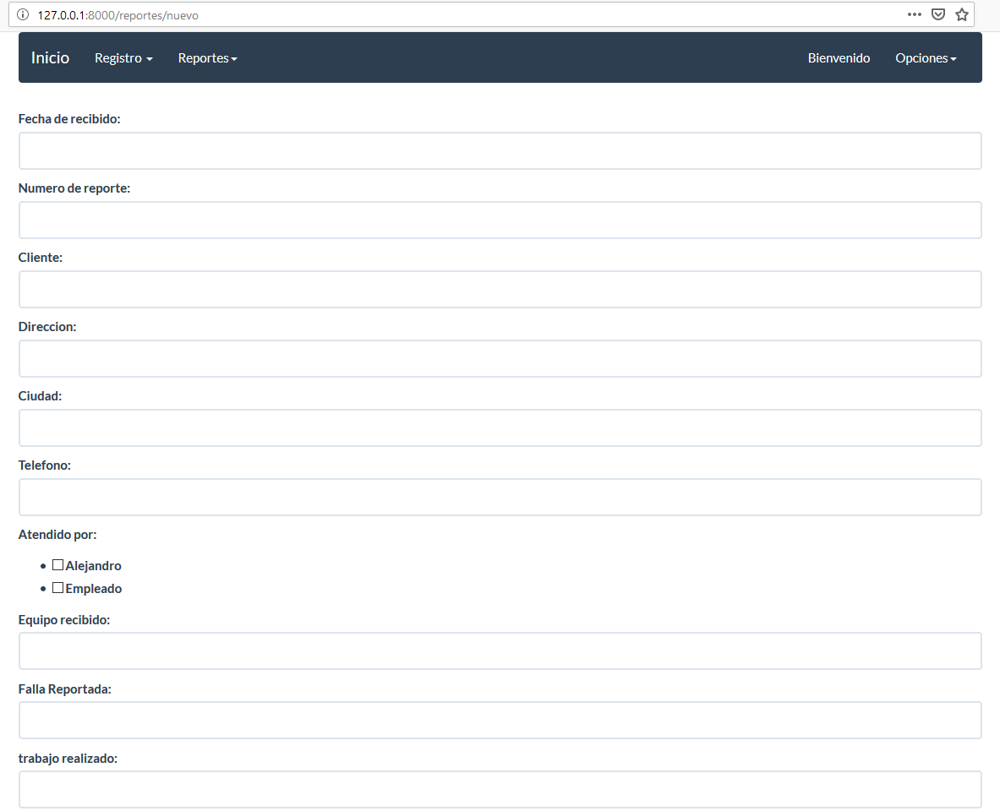 127.0.0.1:8000/reportes/nuevo
Inicio Registro Reportes Bienvenido Opciones
Fecha de recibido:
Numero de reporte:
Cliente:
Direccion:
Ciudad:
Telefono:
Atendido por:
Alejandro
Empleado
Equipo recibido:
Falla Reportada:
trabajo realizado: